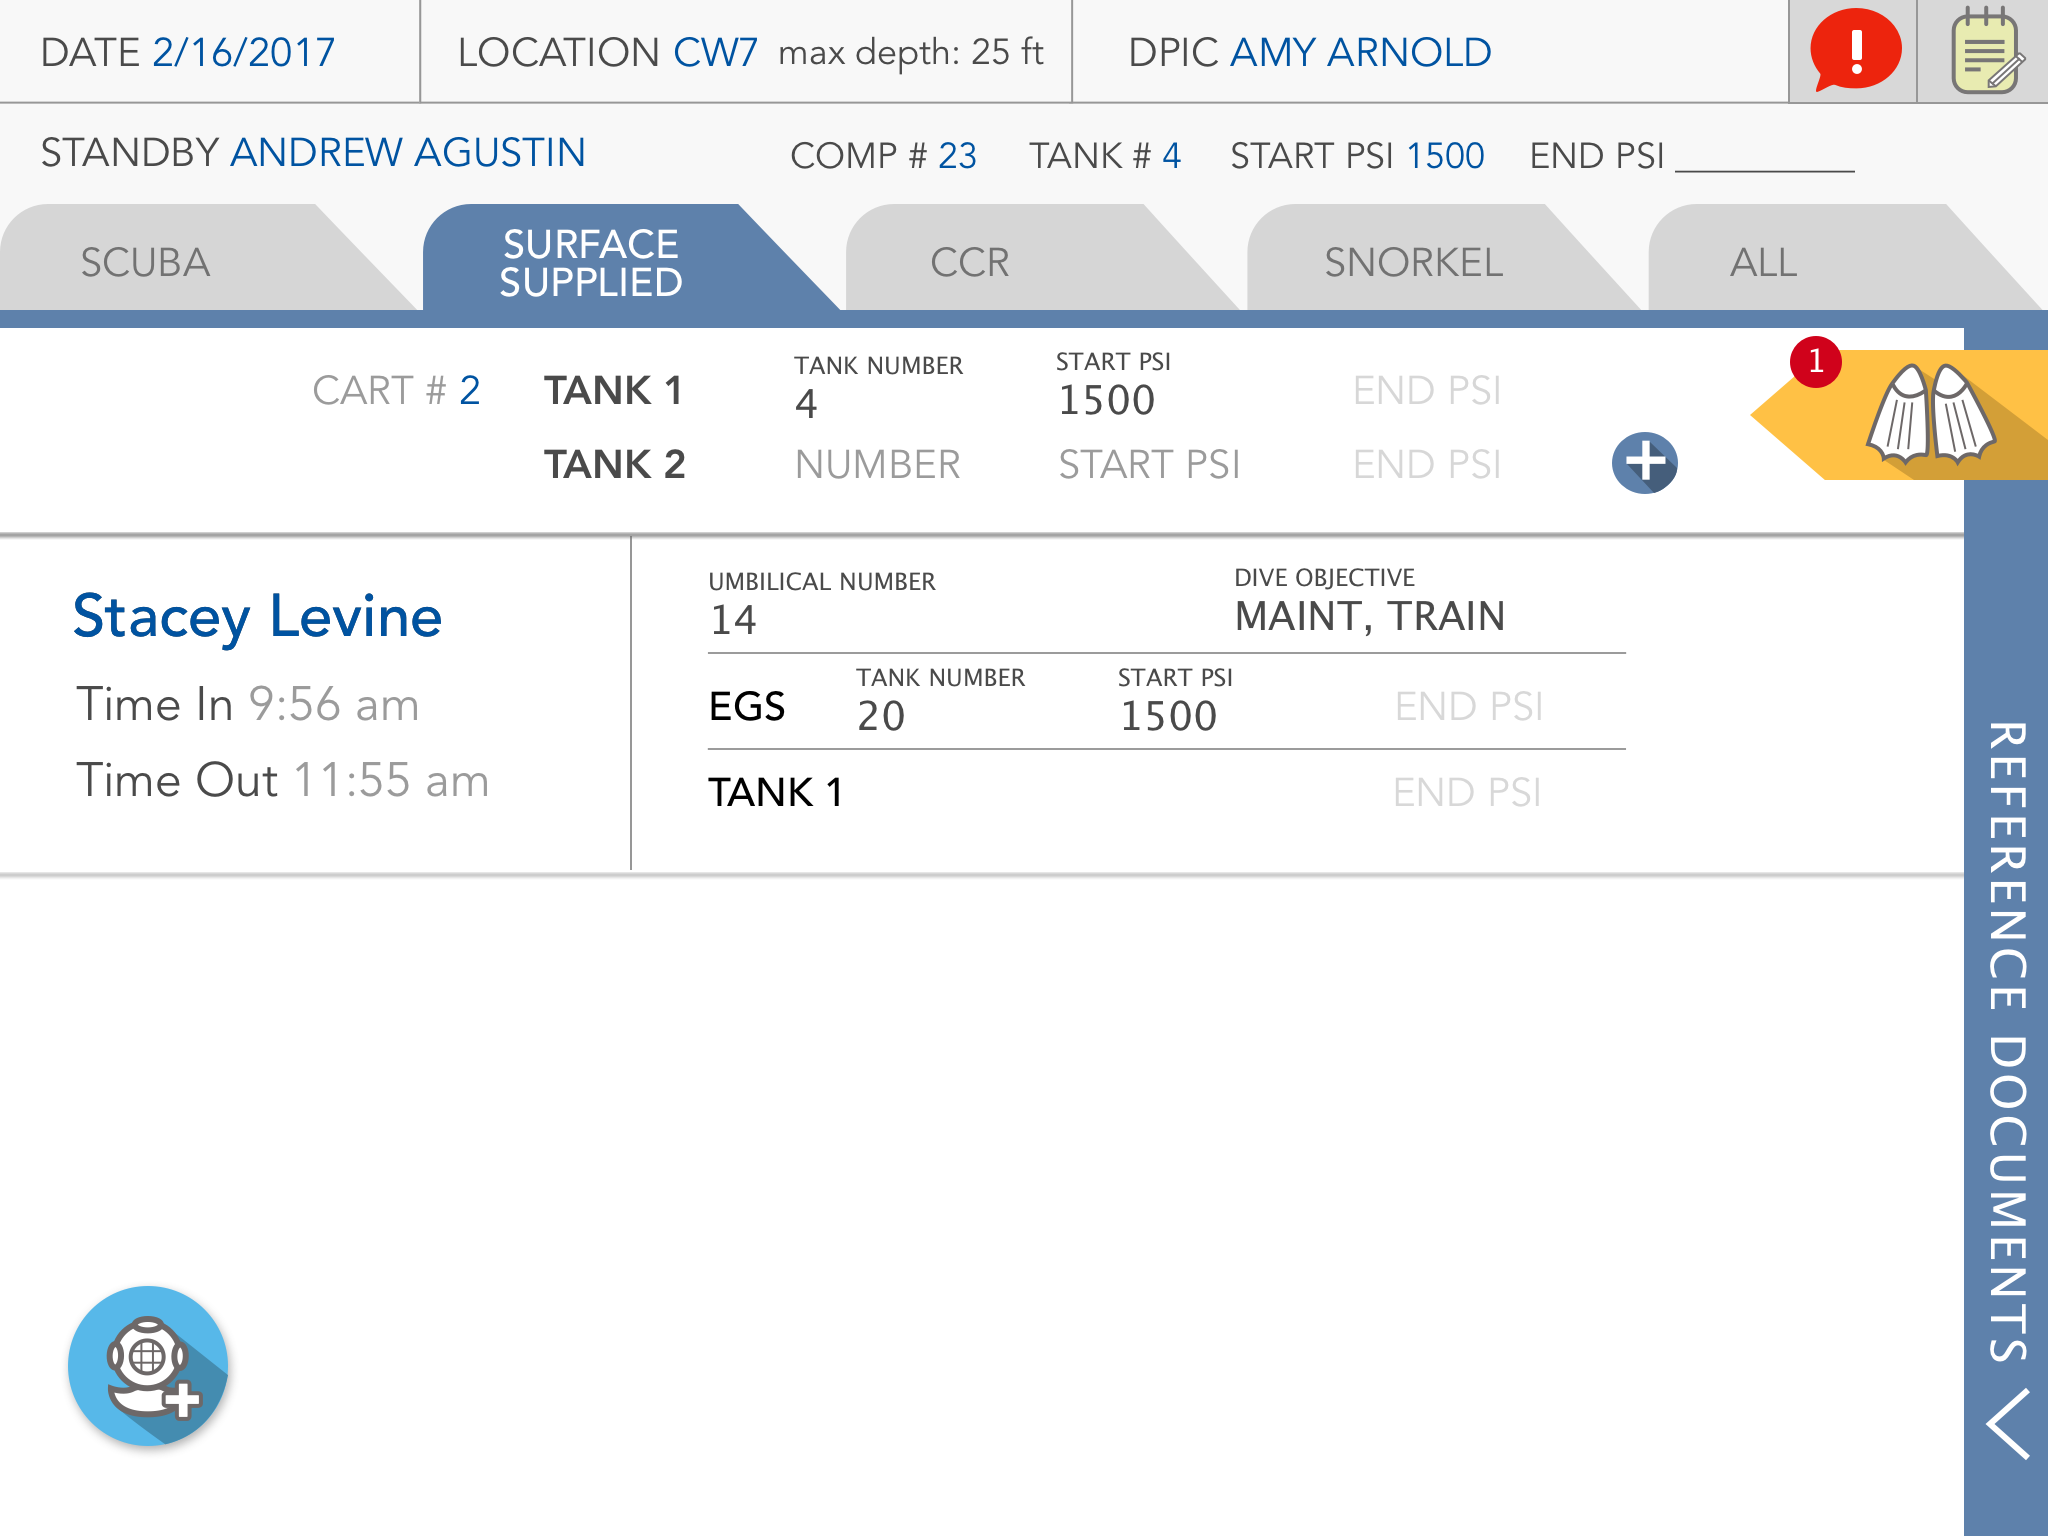 DATE 2/16/2017
LOCATION CW7 max depth: 25 ft
DPIC AMY ARNOLD
STANDBY ANDREW AGUSTIN
COMP # 23 TANK # 4 START PSI 1500 END PSI
SCUBA
SURFACE
SUPPLIED
CCR
SNORKEL
ALL
1
CART # 2
TANK 1
TANK NUMBER
4
START PSI
1500
END PSI
TANK 2 NUMBER START PSI END PSI
Stacey Levine
Time In 9:56 am
Time Out 11:55 am
UMBILICAL NUMBER
14
DIVE OBJECTIVE
MAINT, TRAIN
EGS
TANK NUMBER
20
START PSI
1500
END PSI
TANK 1 END PSI
REFERENCE DOCUMENTS